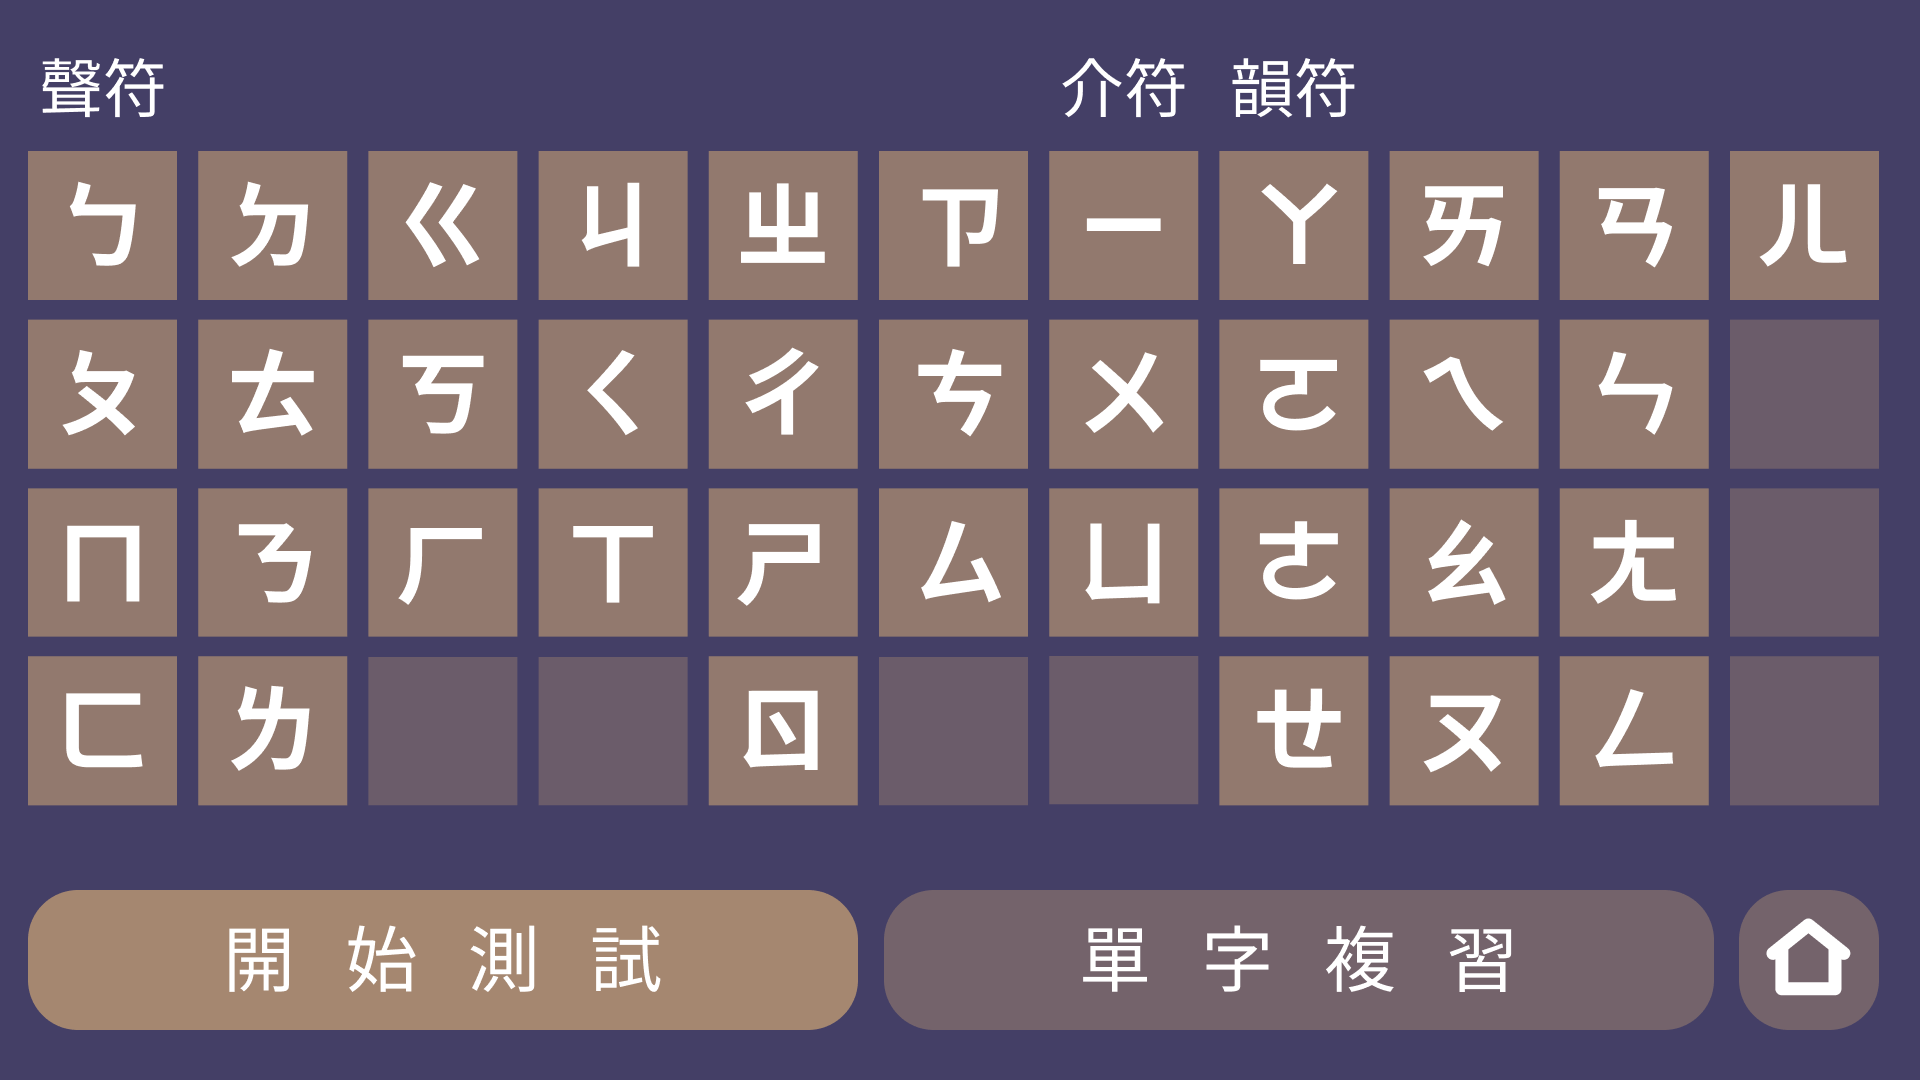 聲符 介符 韻符
ㄅ ㄉ ㄍ ㄐ ㄓ ㄗ ㄧ ㄚ ㄞ ㄢ ㄦ
ㄆ ㄊ ㄎ ㄑ ㄔ ㄘ ㄨ ㄛ ㄟ ㄣ
ㄇ ㄋ ㄏ ㄒ ㄕ ㄙ ㄩ ㄜ ㄠ ㄤ
ㄈ ㄌ ㄖ ㄝ ㄡ ㄥ
開始測試 單字複習